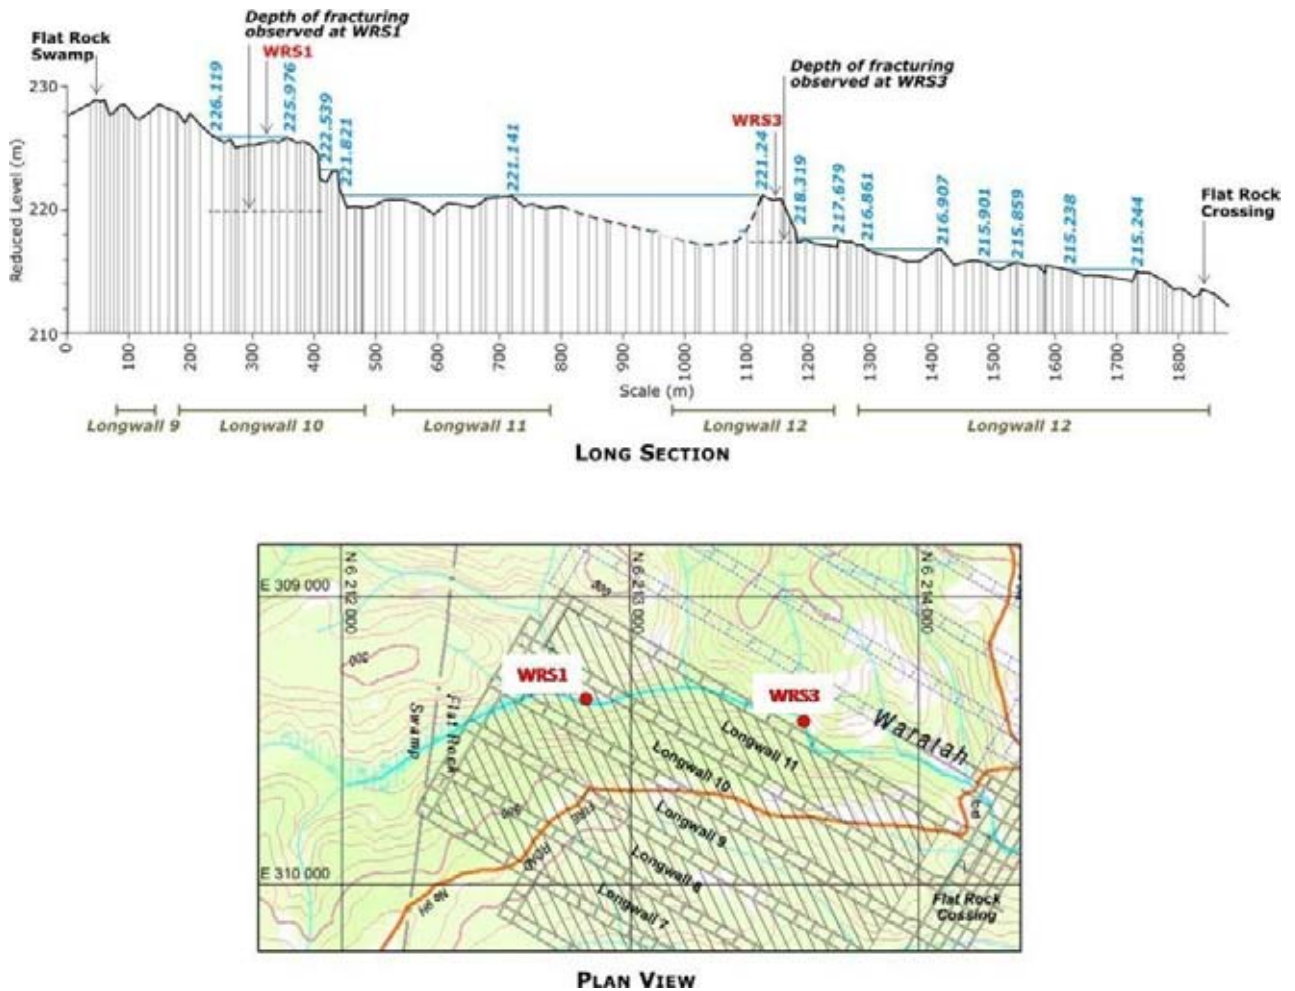 Depth of fracturing
observed at WRS1
Flat Rock
Swamp
WRS1
Depth of fracturing
observed at WRS3
WRS3
Flat Rock
Crossing
226.119
225.976
222.539
221.821
221.141
221.24
218.319
217.679
216.861
216.907
215.901
215.859
215.238
215.244
Reduced Level (m)
230
220
210
0
100
200
300
400
500
600
700
800
900
1000
1100
1200
1300
1400
1500
1600
1700
1800
Scale (m)
Longwall 9
Longwall 10
Longwall 11
Longwall 12
Longwall 12
LONG SECTION
E 309 000
N 6 212 000
N 6 213 000
N 6 214 000
300
300
WRS1
WRS3
Flat Rock
Swamp
Waratah
Longwall 11
Longwall 10
Longwall 9
Longwall 8
Longwall 7
FIRE
ROAD
E 310 000
Flat Rock
Cossing
PLAN VIEW